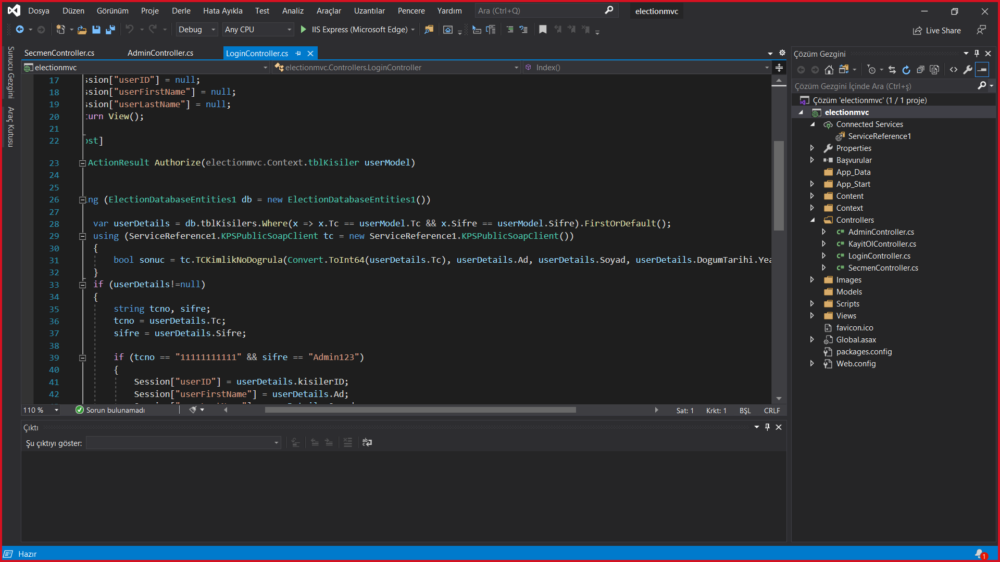 Dosya Düzen Görünüm Proje Derle Hata Ayıkla Test Analiz Araçlar Uzantılar Pencere Yardım Ara (Ctrl+Q) electionmvc
Debug Any CPU IIS Express (Microsoft Edge) Live Share
Sunucu Gezgini
Araç Kutusu
SecmenController.cs AdminController.cs LoginController.cs
electionmvc electionmvc.Controllers.LoginController Index()
17 ssion["userID"] = null;
18 ssion["userFirstName"] = null;
19 ssion["userLastName"] = null;
20 turn View();
21
22 ost]
23 ActionResult Authorize(electionmvc.Context.tblKisiler userModel)
24
25
26 ing (ElectionDatabaseEntities1 db = new ElectionDatabaseEntities1())
27
28 var userDetails = db.tblKisilers.Where(x => x.Tc == userModel.Tc && x.Sifre == userModel.Sifre).FirstOrDefault();
29 using (ServiceReference1.KPSPublicSoapClient tc = new ServiceReference1.KPSPublicSoapClient())
30 {
31 bool sonuc = tc.TCKimlikNoDogrula(Convert.ToInt64(userDetails.Tc), userDetails.Ad, userDetails.Soyad, userDetails.DogumTarihi.Yea
32 }
33 if (userDetails!=null)
34 {
35 string tcno, sifre;
36 tcno = userDetails.Tc;
37 sifre = userDetails.Sifre;
38
39 if (tcno == "11111111111" && sifre == "Admin123")
40 {
41 Session["userID"] = userDetails.kisilerID;
42 Session["userFirstName"] = userDetails.Ad;
110 % Sorun bulunamadı Sat: 1 Krkt: 1 BŞL CRLF
Çıktı
Şu çıktıyı göster:
Çözüm Gezgini
Çözüm Gezgini İçinde Ara (Ctrl+ş)
Çözüm 'electionmvc' (1 / 1 proje)
electionmvc
Connected Services
ServiceReference1
Properties
Başvurular
App_Data
App_Start
Content
Context
Controllers
AdminController.cs
KayitOlController.cs
LoginController.cs
SecmenController.cs
Images
Models
Scripts
Views
favicon.ico
Global.asax
packages.config
Web.config
Hazır 1